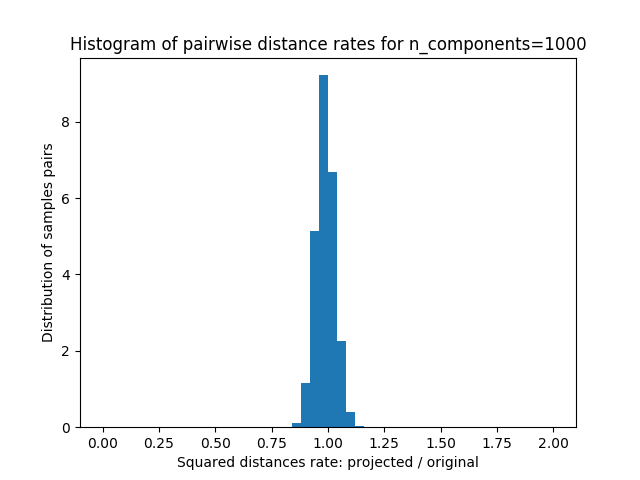 Histogram of pairwise distance rates for n_components=1000
Distribution of samples pairs
8
6
4
2
0
0.00 0.25 0.50 0.75 1.00 1.25 1.50 1.75 2.00
Squared distances rate: projected / original